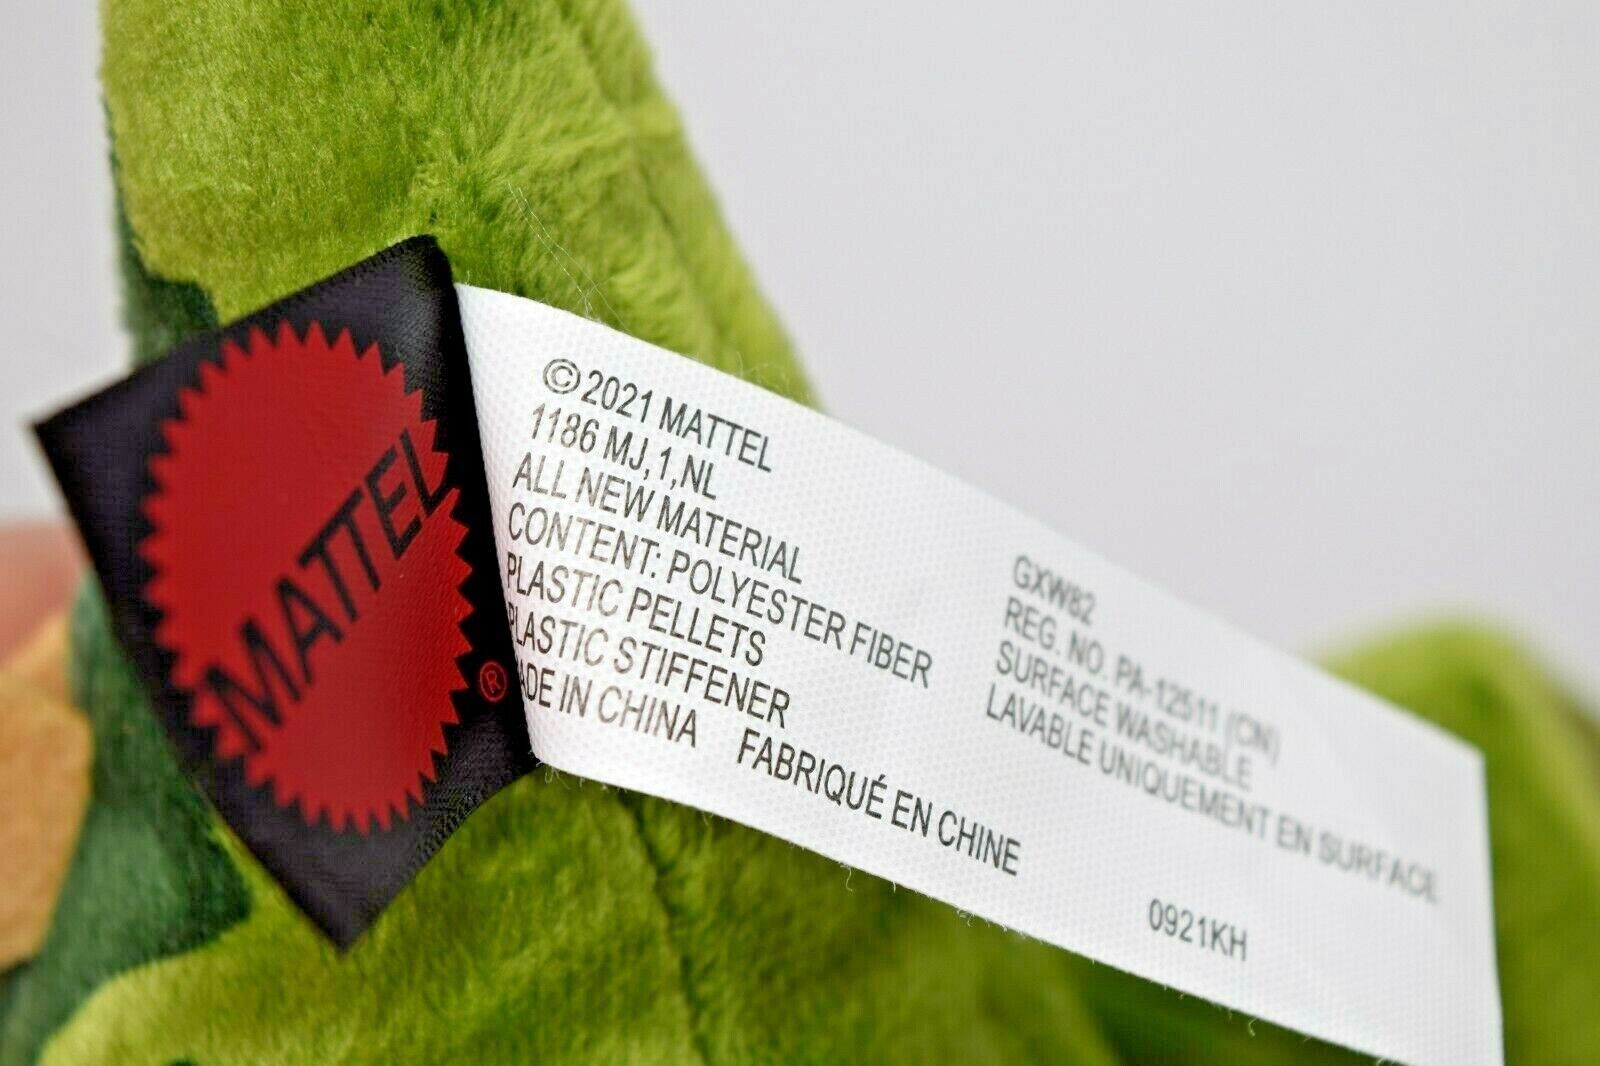 MATTEL
®
© 2021 MATTEL
1186 MJ,1,NL
ALL NEW MATERIAL
CONTENT: POLYESTER FIBER
PLASTIC PELLETS
PLASTIC STIFFENER
ADE IN CHINA FABRIQUÉ EN CHINE
GXW82
REG. NO. PA-12511 (CN)
SURFACE WASHABLE
LAVABLE UNIQUEMENT EN SURFACE
0921KH